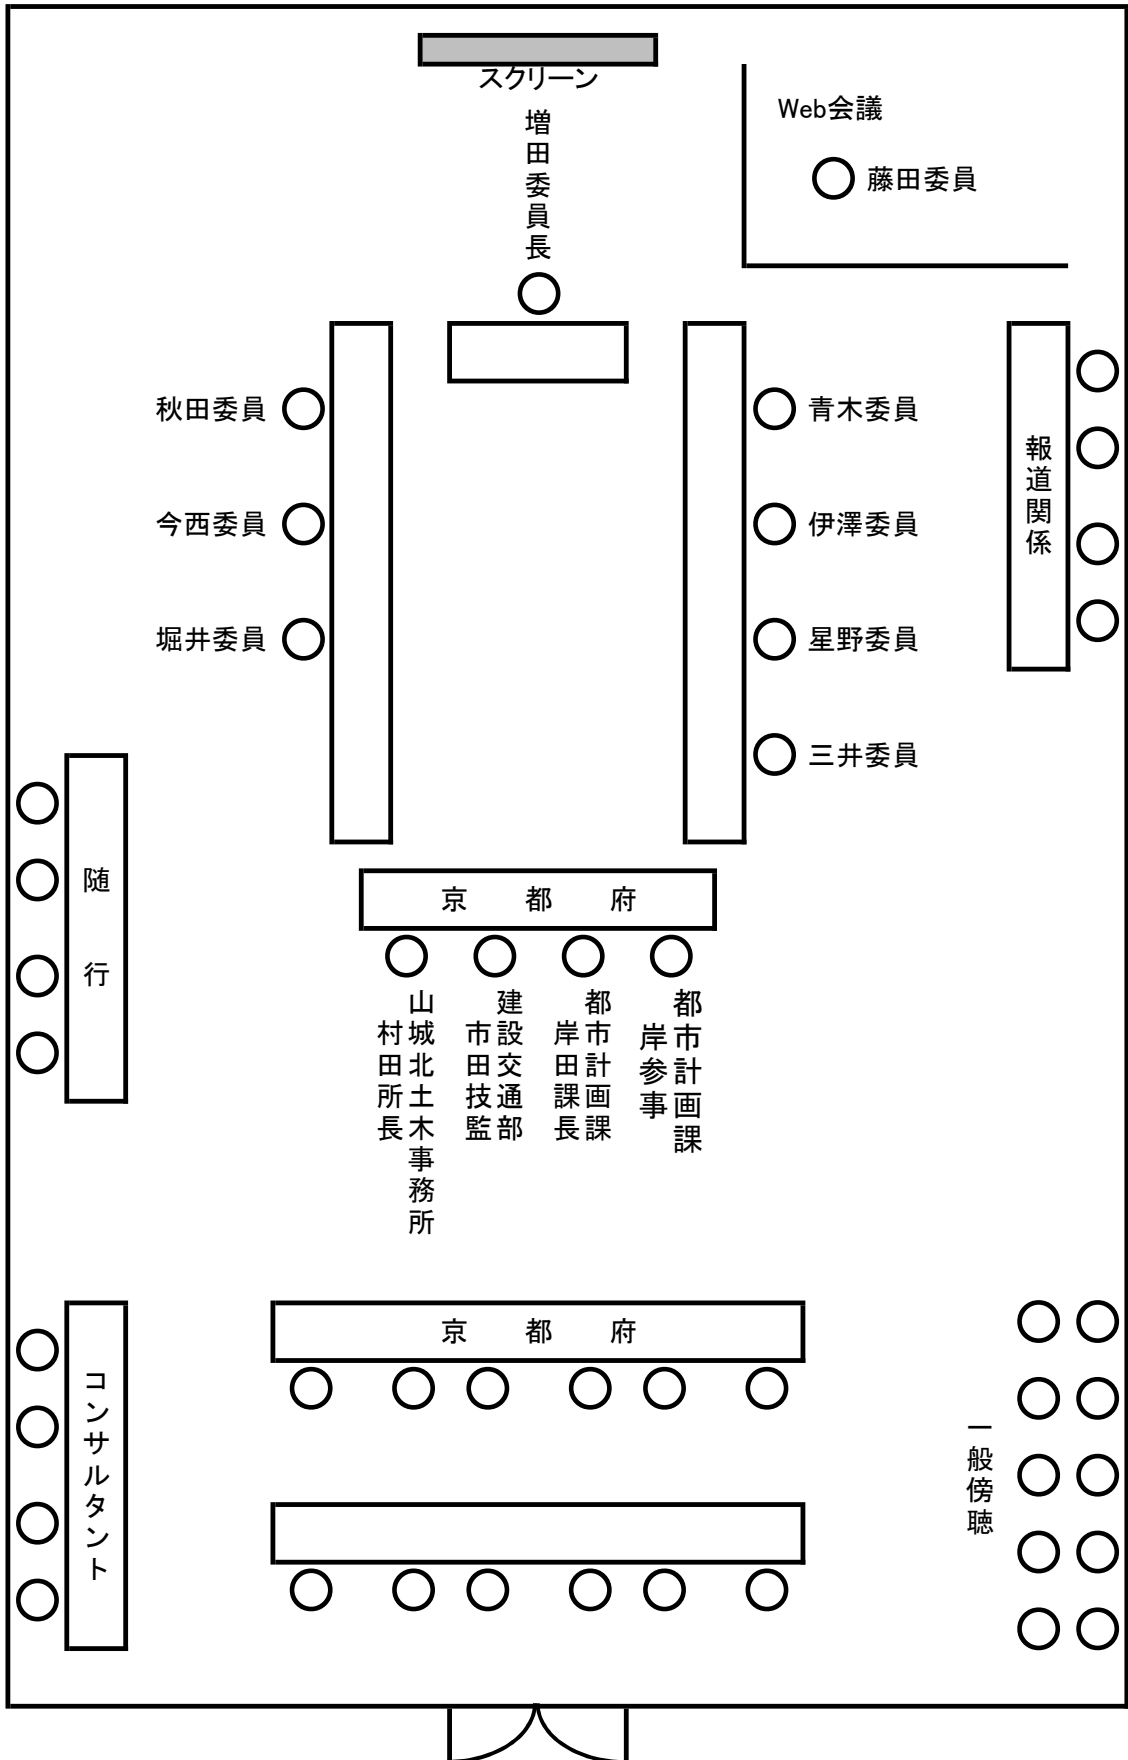 スクリーン
増田委員長
Web会議
藤田委員
秋田委員
今西委員
堀井委員
青木委員
伊澤委員
星野委員
三井委員
報道関係
随行
京都府
山城北土木事務所
村田所長
建設交通部
市田技監
都市計画課
岸田課長
都市計画課
岸参事
京都府
コンサルタント
一般傍聴